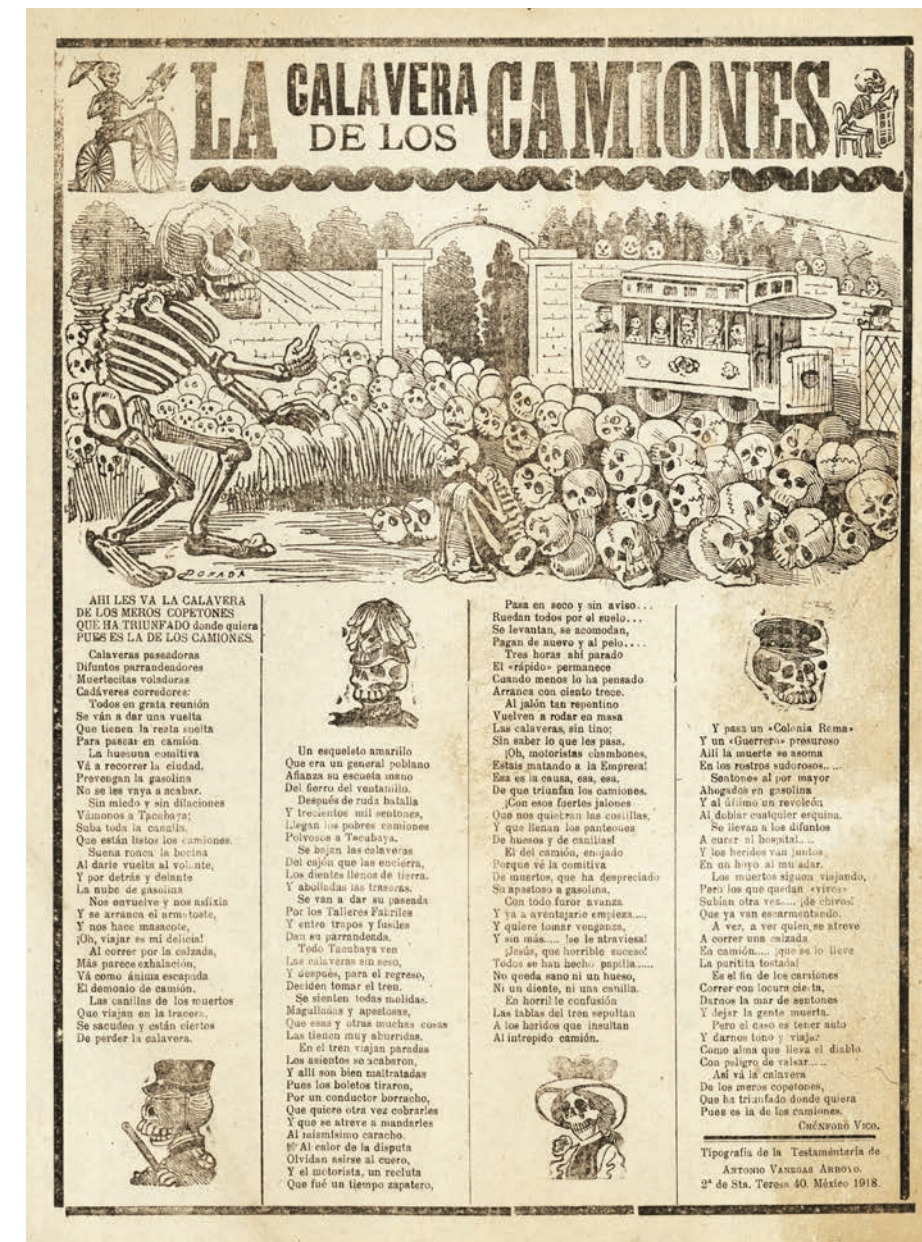 LA CALAVERA DE LOS CAMIONES
POSADA
AHI LES VA LA CALAVERA
DE LOS MEROS COPETONES
QUE HA TRIUNFADO donde quiera
PUES ES LA DE LOS CAMIONES.
Calaveras paseadoras
Difuntos parrandeadores
Muertecitas voladoras
Cadáveres corredores:
Todos en grata reunión
Se ván a dar una vuelta
Que tienen la reata suelta
Para pasear en camión.
La huesuna comitiva
Vá a recorrer la ciudad,
Prevengan la gasolina
No se les vaya a acabar.
Sin miedo y sin dilaciones
Vámonos a Tacubaya;
Suba toda la canalla.
Que están listos los camiones.
Suena ronca la bocina
Al darle vuelta al volante,
Y por detrás y delante
La nube de gasolina
Nos envuelve y nos asfixia
Y se arranca el armatoste,
Y nos hace masacote,
¡Oh, viajar es mi delicia!
Al correr por la calzada,
Más parece exhalación,
Vá como ánima escapada
El demonio de camión.
Las canillas de los muertos
Que viajan en la tracera,
Se sacuden y están ciertos
De perder la calavera.
Un esqueleto amarillo
Que era un general poblano
Afianza su escueta mano
Del fierro del ventanillo.
Después de ruda batalla
Y trecientos mil sentones,
Llegan los pobres camiones
Polvosos a Tacubaya.
Se bajan las calaveras
Del cajón que las encierra,
Los dientes llenos de tierra.
Y abolladas las traseras.
Se van a dar su paseada
Por los Talleres Fabriles
Y entre trapos y fusiles
Dan su parrandenda.
Todo Tacubaya ven
Las calaveras sin seso,
Y después, para el regreso,
Deciden tomar el tren.
Se sienten todas molidas.
Magulladas y apestosas,
Que esas y otras muchas cosas
Las tienen muy aburridas.
En el tren viajan paradas
Los asientos se acabaron,
Y allí son bien maltratadas
Pues los boletos tiraron,
Por un conductor borracho,
Que quiere otra vez cobrarles
Y que se atreve a mandarles
Al mismísimo caracho.
Al calor de la disputa
Olvidan asirse al cuero,
Y el motorista, un recluta
Que fué un tiempo zapatero,
Pasa en seco y sin aviso...
Ruedan todos por el suelo...
Se levantan, se acomodan,
Pagan de nuevo y al pelo....
Tres horas ahí parado
El «rápido» permanece
Cuando menos lo ha pensado
Arranca con ciento trece.
Al jalón tan repentino
Vuelven a rodar en masa
Las calaveras, sin tino;
Sin saber lo que les pasa.
¡Oh, motoristas chambones,
Estais matando a la Empresa!
Esa es la causa, esa, esa,
De que triunfan los camiones.
¡Con esos fuertes jalones
Que nos quiebran las costillas,
Y que llenan los panteones
De huesos y de canillas!
El del camión, enojado
Porque vé la comitiva
De muertos, que ha despreciado
Su apastoso a gasolina.
Con todo furor avanza
Y ya a aventajarle empieza....
Y quiere tomar venganza,
Y sin más..... ¡se le atraviesa!
¡Jesús, que horrible suceso!
Todos se han hecho papilla.....
No queda sano ni un hueso,
Ni un diente, ni una canilla.
En horrible confusión
Las tablas del tren sepultan
A los heridos que insultan
Al intrépido camión.
Y pasa un «Colonia Roma»
Y un «Guerrero» presuroso
Allí la muerte se asoma
En los rostros sudorosos.....
Sentones al por mayor
Ahogados en gasolina
Y al último un revolcón
Al doblar cualquier esquina.
Se llevan a los difuntos
A curar al hospital....
Y los heridos van juntos
En un hoyo al muladar.
Los muertos siguen viajando,
Pero los que quedan «vivos»
Subían otra vez..... ¡de chivos!
Que ya van escarmentando.
A ver, a ver quien se atreve
A correr una calzada
En camión..... ¡que se lo lleve
La puritita tostada!
Es el fin de los camiones
Correr con locura cierta,
Darnos la mar de sentones
Y dejar la gente muerta.
Pero el caso es tener auto
Y darnos tono y viajar
Como alma que lleva el diablo
Con peligro de valsar.....
Así vá la calavera
De los meros copetones,
Que ha triunfado donde quiera
Pues es la de los camiones.
CHÓNFORO VICO.
Tipografía de la Testamentaría de
ANTONIO VANEGAS ARROYO.
2ª de Sta. Teresa 40. México 1918.